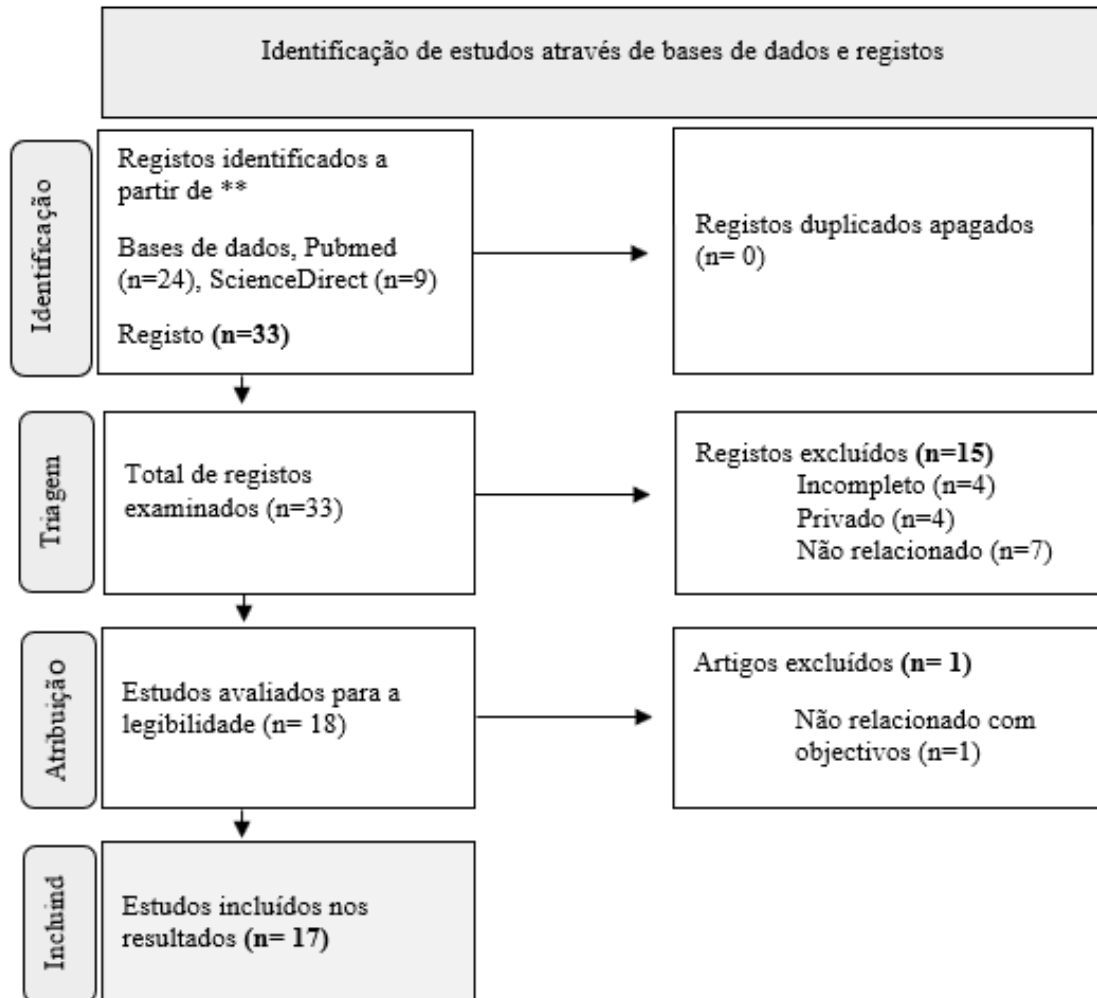 Identificação de estudos através de bases de dados e registos
Identificação
Registos identificados a
partir de **
Bases de dados, Pubmed
(n=24), ScienceDirect (n=9)
Registo (n=33)
Registos duplicados apagados
(n= 0)
Triagem
Total de registos
examinados (n=33)
Registos excluídos (n=15)
Incompleto (n=4)
Privado (n=4)
Não relacionado (n=7)
Atribuição
Estudos avaliados para a
legibilidade (n= 18)
Artigos excluídos (n= 1)
Não relacionado com
objectivos (n=1)
Incluind
Estudos incluídos nos
resultados (n= 17)